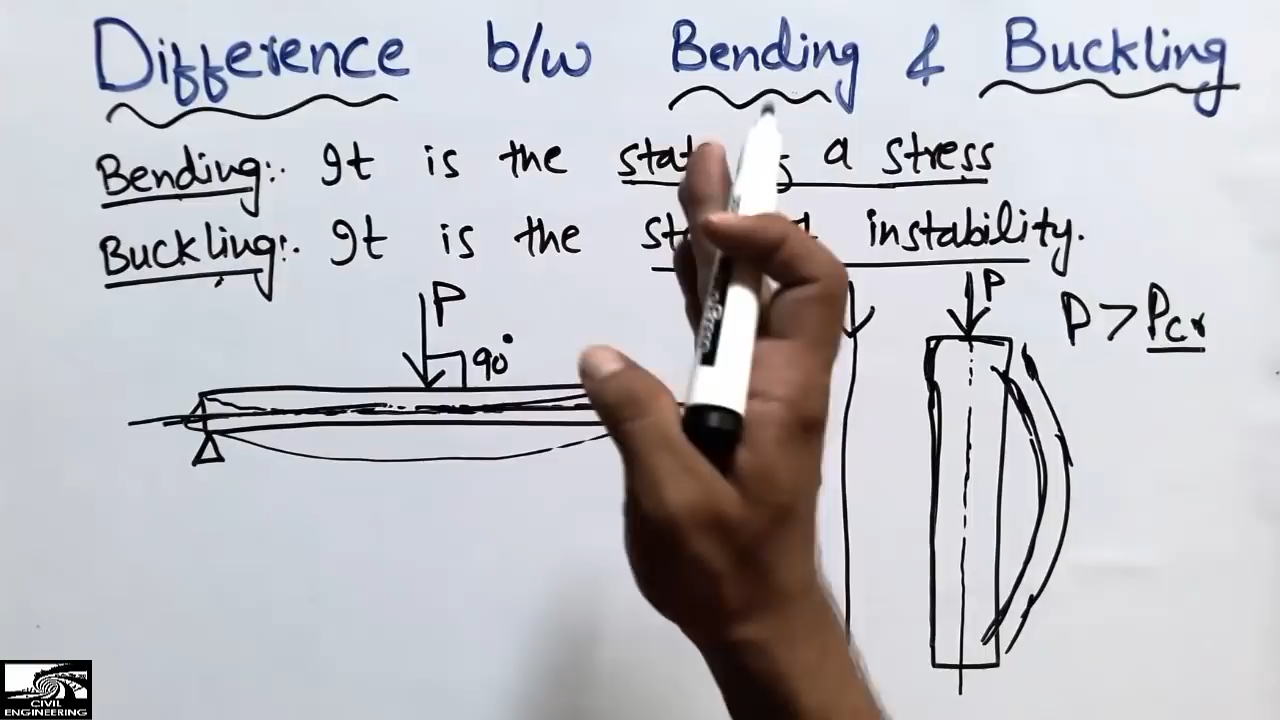 Difference b/w Bending & Buckling
Bending:. It is the a stress
Buckling:. It is the instability.
P
90°
P
P > Pcr
CIVIL
ENGINEERING